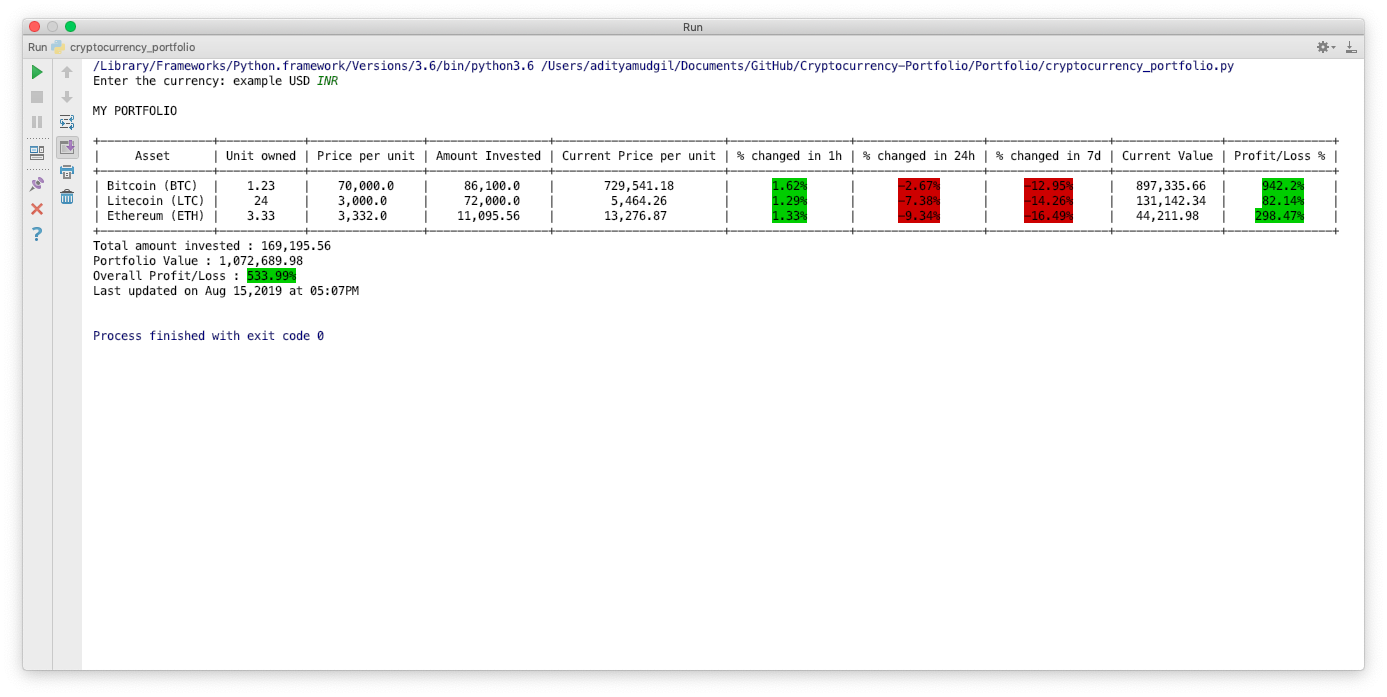 Run
Run cryptocurrency_portfolio
/Library/Frameworks/Python.framework/Versions/3.6/bin/python3.6 /Users/adityamudgil/Documents/GitHub/Cryptocurrency-Portfolio/Portfolio/cryptocurrency_portfolio.py
Enter the currency: example USD INR
MY PORTFOLIO
| Asset | Unit owned | Price per unit | Amount Invested | Current Price per unit | % changed in 1h | % changed in 24h | % changed in 7d | Current Value | Profit/Loss % |
| Bitcoin (BTC) | 1.23 | 70,000.0 | 86,100.0 | 729,541.18 | 1.62% | -2.67% | -12.95% | 897,335.66 | 942.2% |
| Litecoin (LTC) | 24 | 3,000.0 | 72,000.0 | 5,464.26 | 1.29% | -7.38% | -14.26% | 131,142.34 | 82.14% |
| Ethereum (ETH) | 3.33 | 3,332.0 | 11,095.56 | 13,276.87 | 1.33% | -9.34% | -16.49% | 44,211.98 | 298.47% |
Total amount invested : 169,195.56
Portfolio Value : 1,072,689.98
Overall Profit/Loss : 533.99%
Last updated on Aug 15,2019 at 05:07PM
Process finished with exit code 0